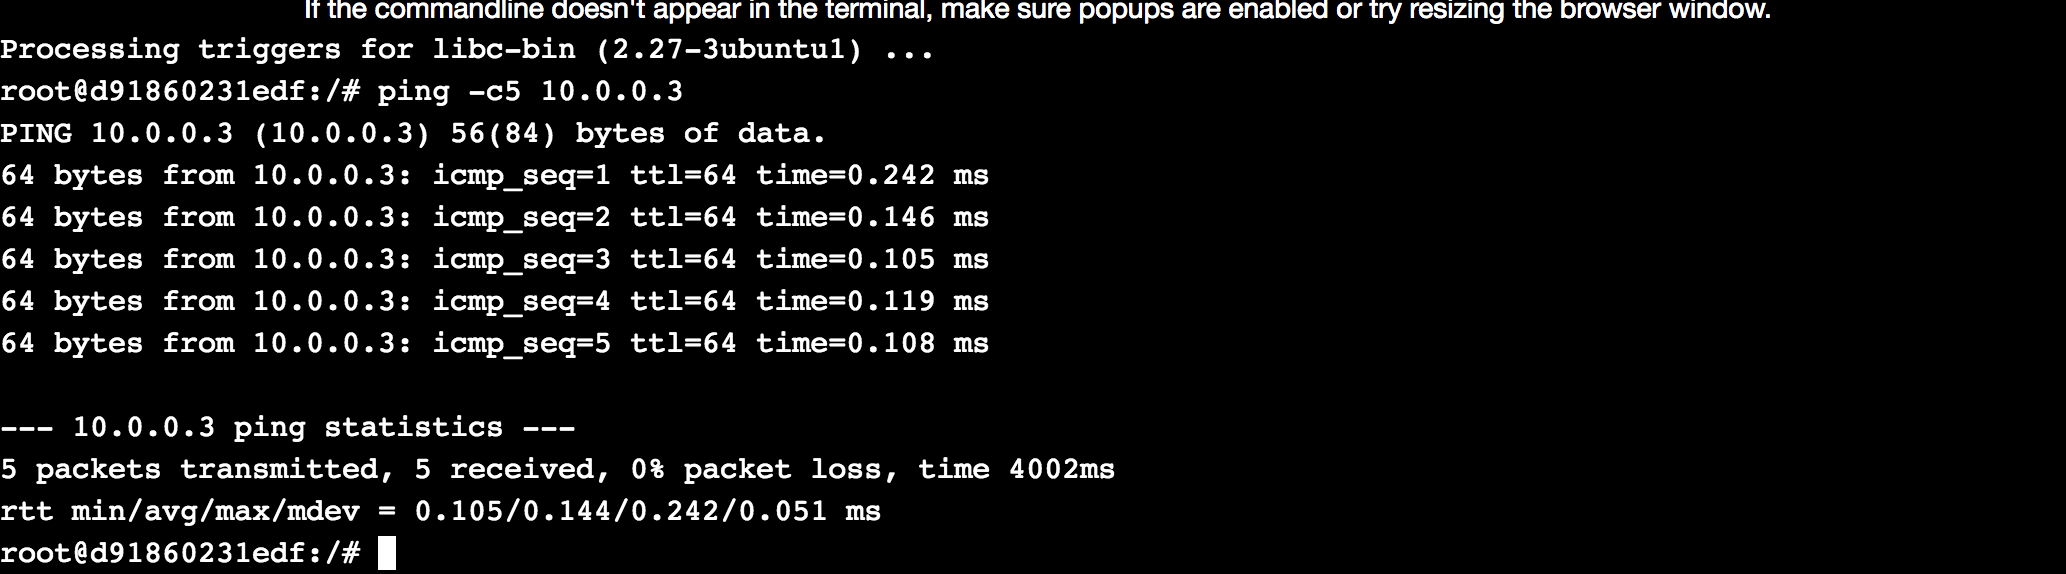 If the commandline doesn't appear in the terminal, make sure popups are enabled or try resizing the browser window.
Processing triggers for libc-bin (2.27-3ubuntu1) ...
root@d91860231edf:/# ping -c5 10.0.0.3
PING 10.0.0.3 (10.0.0.3) 56(84) bytes of data.
64 bytes from 10.0.0.3: icmp_seq=1 ttl=64 time=0.242 ms
64 bytes from 10.0.0.3: icmp_seq=2 ttl=64 time=0.146 ms
64 bytes from 10.0.0.3: icmp_seq=3 ttl=64 time=0.105 ms
64 bytes from 10.0.0.3: icmp_seq=4 ttl=64 time=0.119 ms
64 bytes from 10.0.0.3: icmp_seq=5 ttl=64 time=0.108 ms
--- 10.0.0.3 ping statistics ---
5 packets transmitted, 5 received, 0% packet loss, time 4002ms
rtt min/avg/max/mdev = 0.105/0.144/0.242/0.051 ms
root@d91860231edf:/#